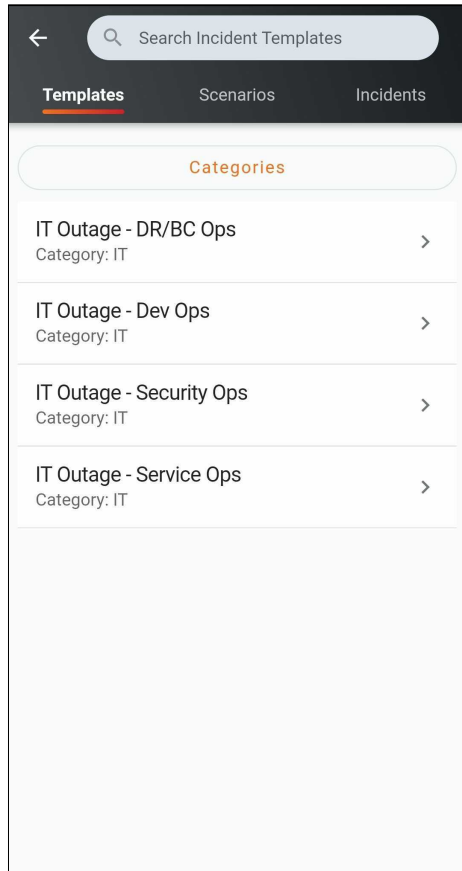 Search Incident Templates
Templates Scenarios Incidents
Categories
IT Outage - DR/BC Ops
Category: IT
IT Outage - Dev Ops
Category: IT
IT Outage - Security Ops
Category: IT
IT Outage - Service Ops
Category: IT